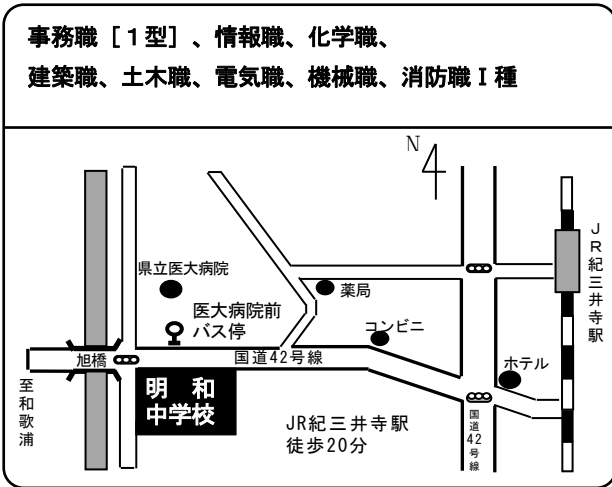 事務職［１型］、情報職、化学職、
建築職、土木職、電気職、機械職、消防職Ⅰ種
N
JR紀三井寺駅
県立医大病院
薬局
医大病院前
バス停
コンビニ
旭橋
国道42号線
ホテル
至和歌浦
明和
中学校
JR紀三井寺駅
徒歩20分
国道42号線